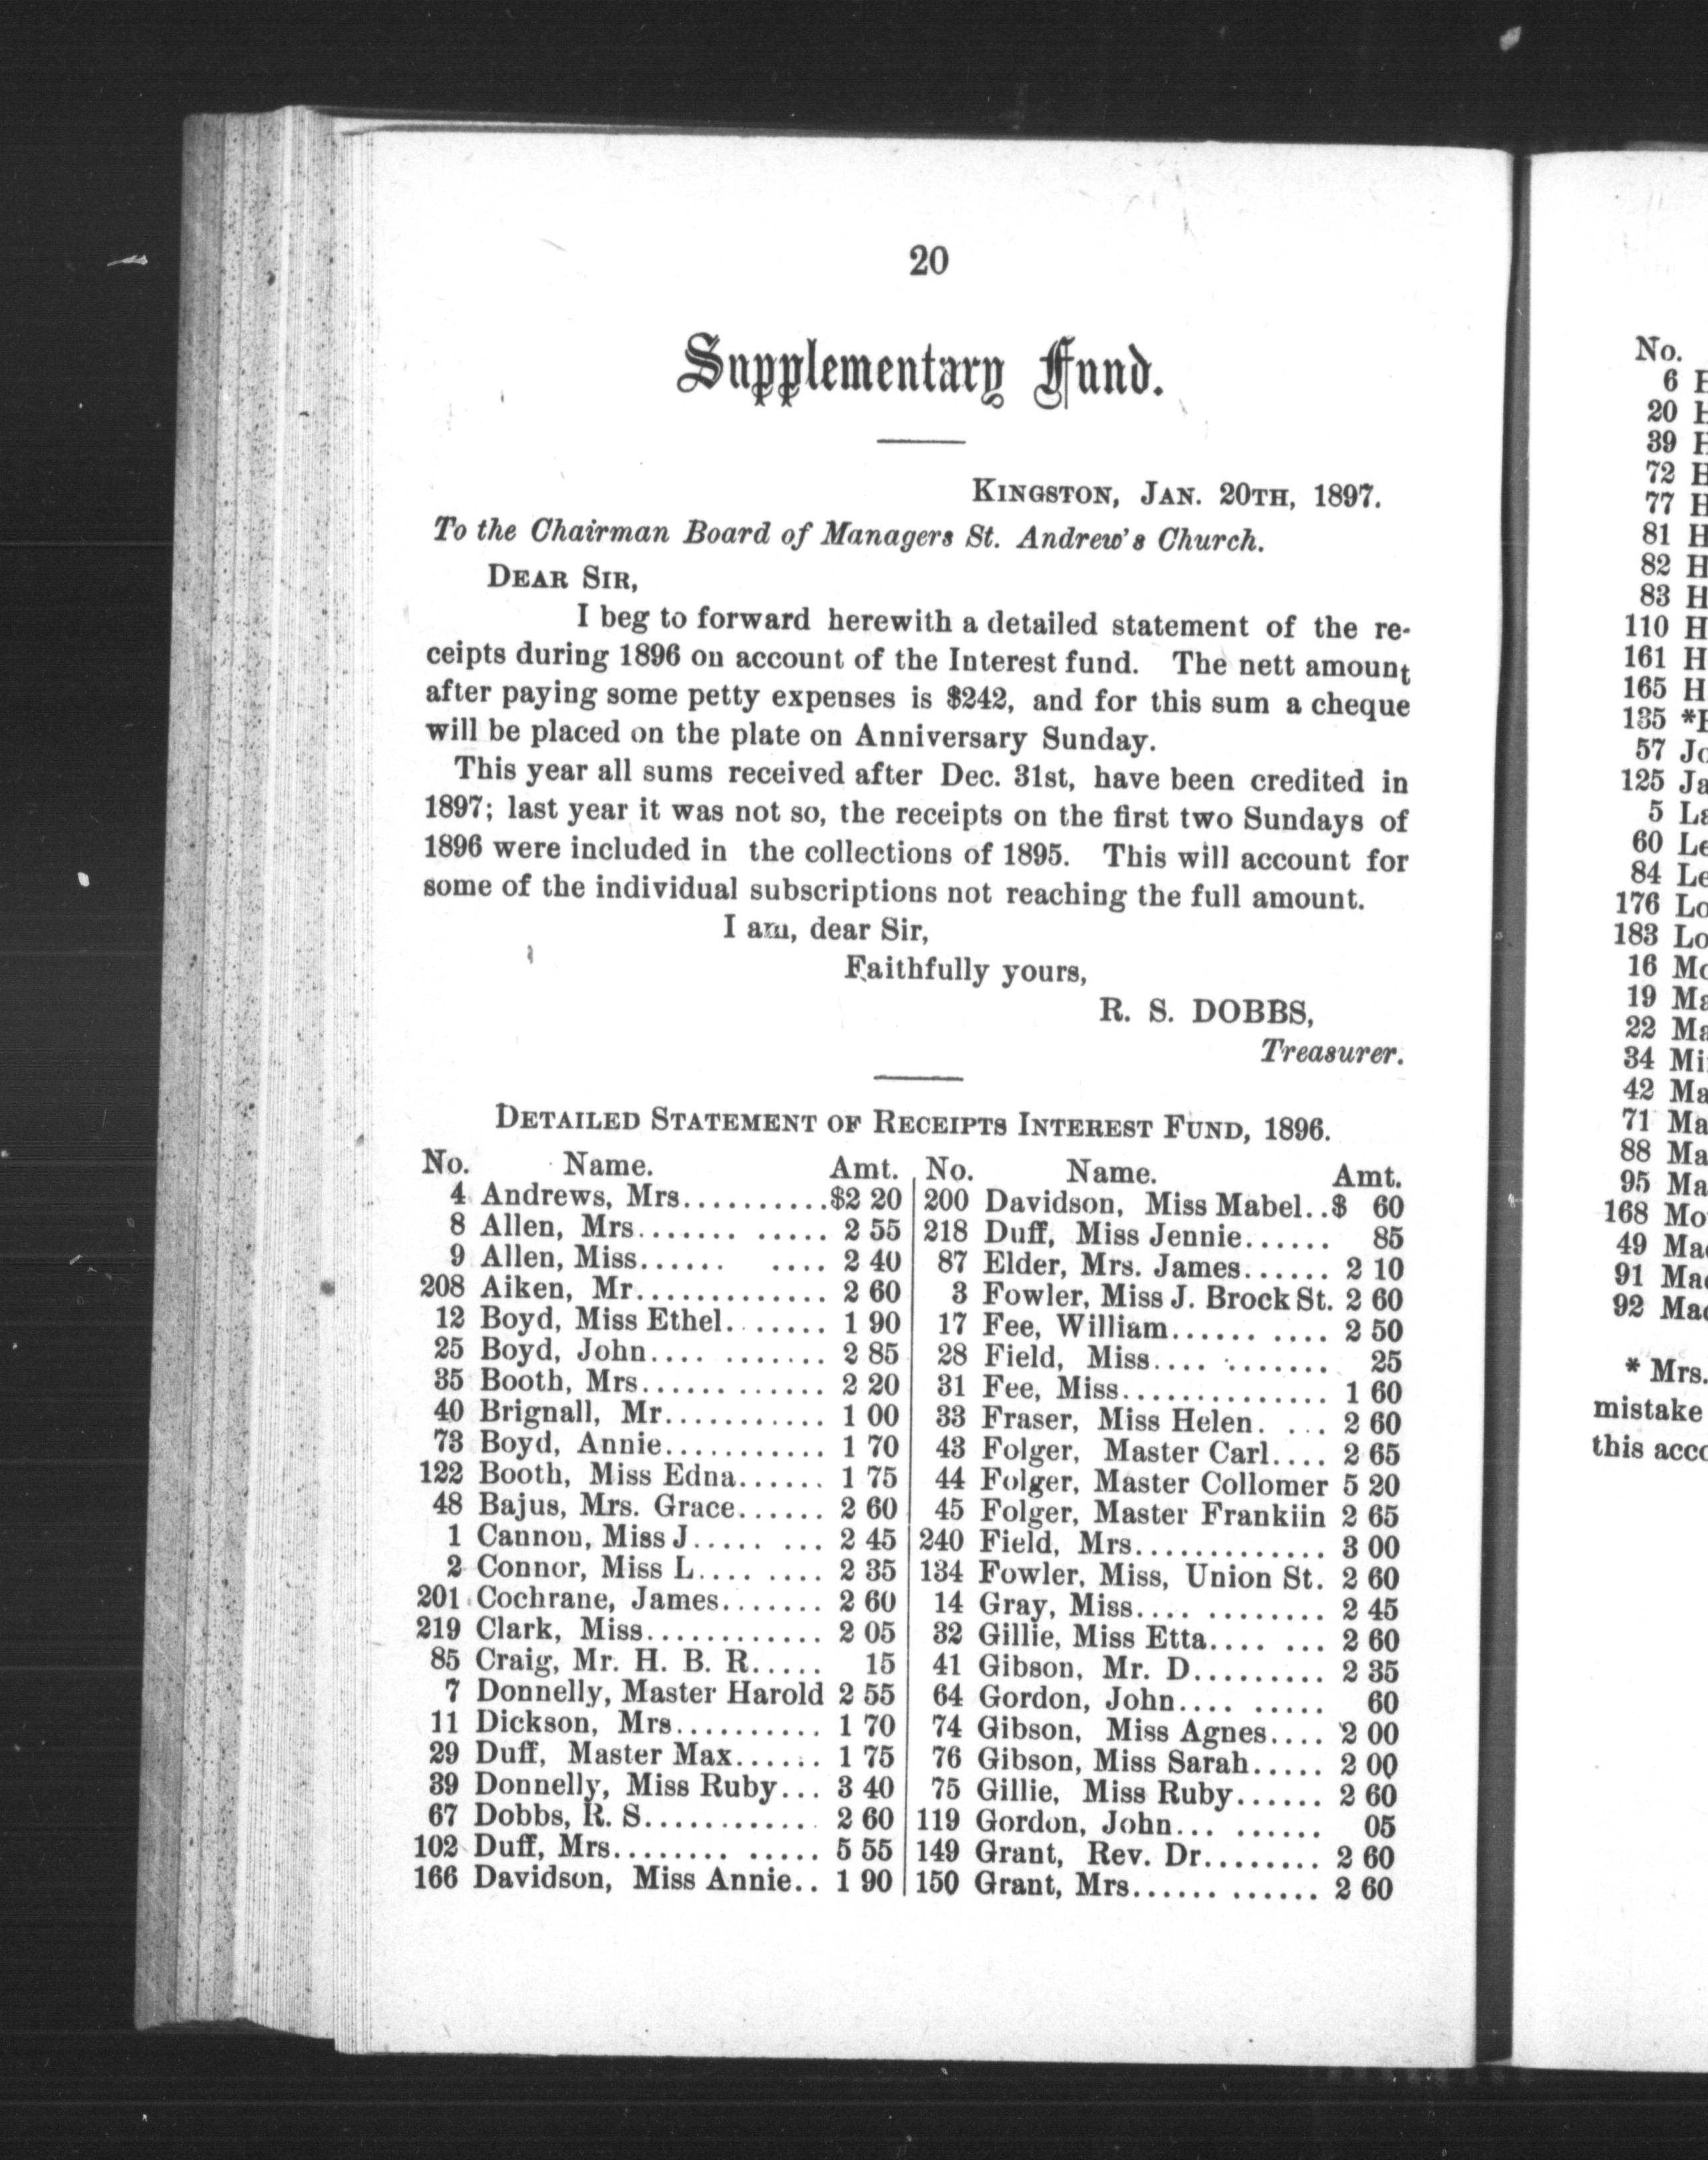 20
Supplementary Fund.
KINGSTON, JAN. 20TH, 1897.
To the Chairman Board of Managers St. Andrew's Church.
DEAR SIR,
I beg to forward herewith a detailed statement of the re-
ceipts during 1896 on account of the Interest fund. The nett amount
after paying some petty expenses is $242, and for this sum a cheque
will be placed on the plate on Anniversary Sunday.
This year all sums received after Dec. 31st, have been credited in
1897; last year it was not so, the receipts on the first two Sundays of
1896 were included in the collections of 1895. This will account for
some of the individual subscriptions not reaching the full amount.
I am, dear Sir,
Faithfully yours,
R. S. DOBBS,
Treasurer.
DETAILED STATEMENT OF RECEIPTS INTEREST FUND, 1896.
No. Name. Amt.
4 Andrews, Mrs..........$2 20
8 Allen, Mrs....... ..... 2 55
9 Allen, Miss...... .... 2 40
208 Aiken, Mr............. 2 60
12 Boyd, Miss Ethel........ 1 90
25 Boyd, John.... ....... 2 85
35 Booth, Mrs............. 2 20
40 Brignall, Mr........... 1 00
73 Boyd, Annie........... 1 70
122 Booth, Miss Edna...... 1 75
48 Bajus, Mrs. Grace...... 2 60
1 Cannon, Miss J..... ... 2 45
2 Connor, Miss L.... .... 2 35
201 Cochrane, James....... 2 60
219 Clark, Miss............ 2 05
85 Craig, Mr. H. B. R..... 15
7 Donnelly, Master Harold 2 55
11 Dickson, Mrs.......... 1 70
29 Duff, Master Max...... 1 75
39 Donnelly, Miss Ruby... 3 40
67 Dobbs, R. S............ 2 60
102 Duff, Mrs........ ..... 5 55
166 Davidson, Miss Annie.. 1 90
No. Name. Amt.
200 Davidson, Miss Mabel..$ 60
218 Duff, Miss Jennie...... 85
87 Elder, Mrs. James...... 2 10
3 Fowler, Miss J. Brock St. 2 60
17 Fee, William...... .... 2 50
28 Field, Miss.... ....... 25
31 Fee, Miss.............. 1 60
33 Fraser, Miss Helen. ... 2 60
43 Folger, Master Carl.... 2 65
44 Folger, Master Collomer 5 20
45 Folger, Master Frankiin 2 65
240 Field, Mrs............. 3 00
134 Fowler, Miss, Union St. 2 60
14 Gray, Miss.... ........ 2 45
32 Gillie, Miss Etta.... ... 2 60
41 Gibson, Mr. D......... 2 35
64 Gordon, John.... ..... 60
74 Gibson, Miss Agnes.... 2 00
76 Gibson, Miss Sarah..... 2 00
75 Gillie, Miss Ruby...... 2 60
119 Gordon, John... ...... 05
149 Grant, Rev. Dr........ 2 60
150 Grant, Mrs...... ...... 2 60
No.
6
20
39
72
77
81
82
83
110
161
165
135
57
125
5
60
84
176
183
16
19
22
34
42
71
88
95
168
49
91
92
* Mrs.
mistake
this